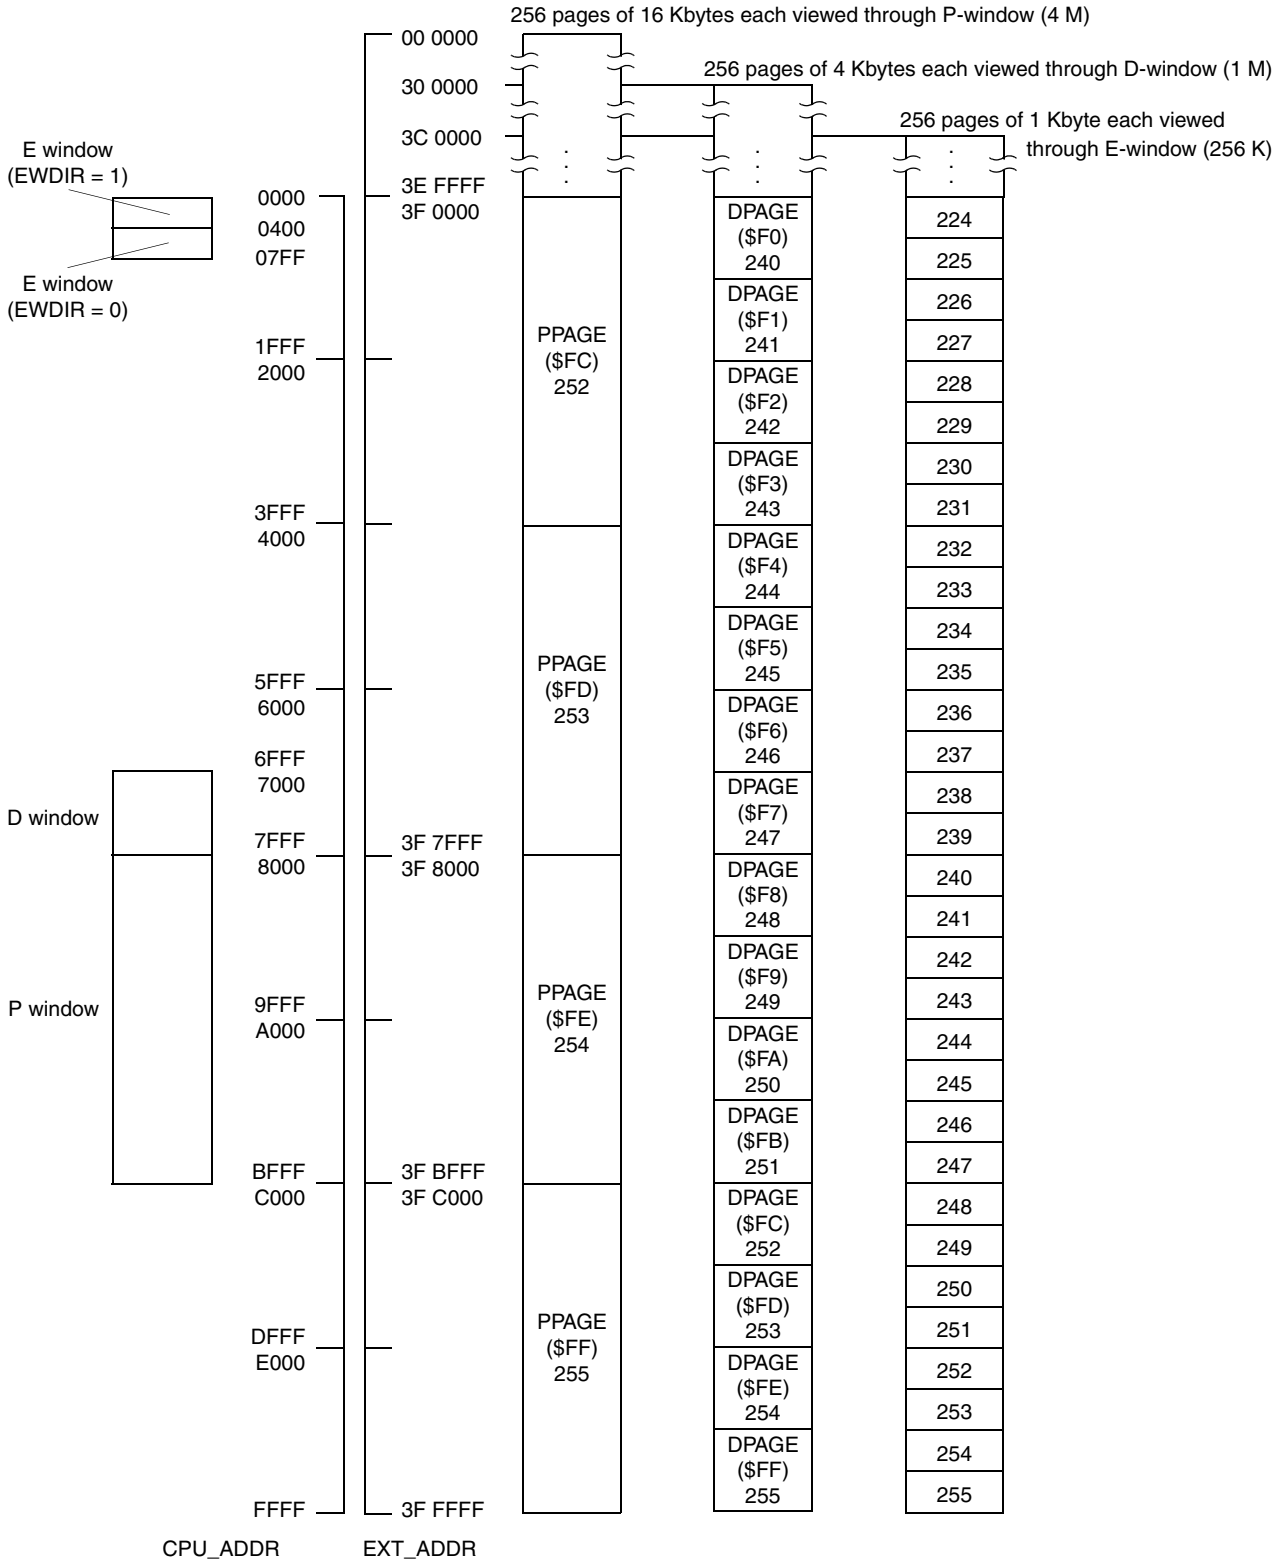 256 pages of 16 Kbytes each viewed through P-window (4 M)
00 0000
256 pages of 4 Kbytes each viewed through D-window (1 M)
30 0000
256 pages of 1 Kbyte each viewed
through E-window (256 K)
3C 0000
E window
(EWDIR = 1)
0000
0400
07FF
E window
(EWDIR = 0)
3E FFFF
3F 0000
1FFF
2000
3FFF
4000
5FFF
6000
6FFF
7000
D window
7FFF
8000
3F 7FFF
3F 8000
P window
9FFF
A000
BFFF
C000
3F BFFF
3F C000
DFFF
E000
FFFF
3F FFFF
CPU_ADDR
EXT_ADDR
PPAGE
($FC)
252
PPAGE
($FD)
253
PPAGE
($FE)
254
PPAGE
($FF)
255
DPAGE
($F0)
240
DPAGE
($F1)
241
DPAGE
($F2)
242
DPAGE
($F3)
243
DPAGE
($F4)
244
DPAGE
($F5)
245
DPAGE
($F6)
246
DPAGE
($F7)
247
DPAGE
($F8)
248
DPAGE
($F9)
249
DPAGE
($FA)
250
DPAGE
($FB)
251
DPAGE
($FC)
252
DPAGE
($FD)
253
DPAGE
($FE)
254
DPAGE
($FF)
255
224
225
226
227
228
229
230
231
232
233
234
235
236
237
238
239
240
241
242
243
244
245
246
247
248
249
250
251
252
253
254
255